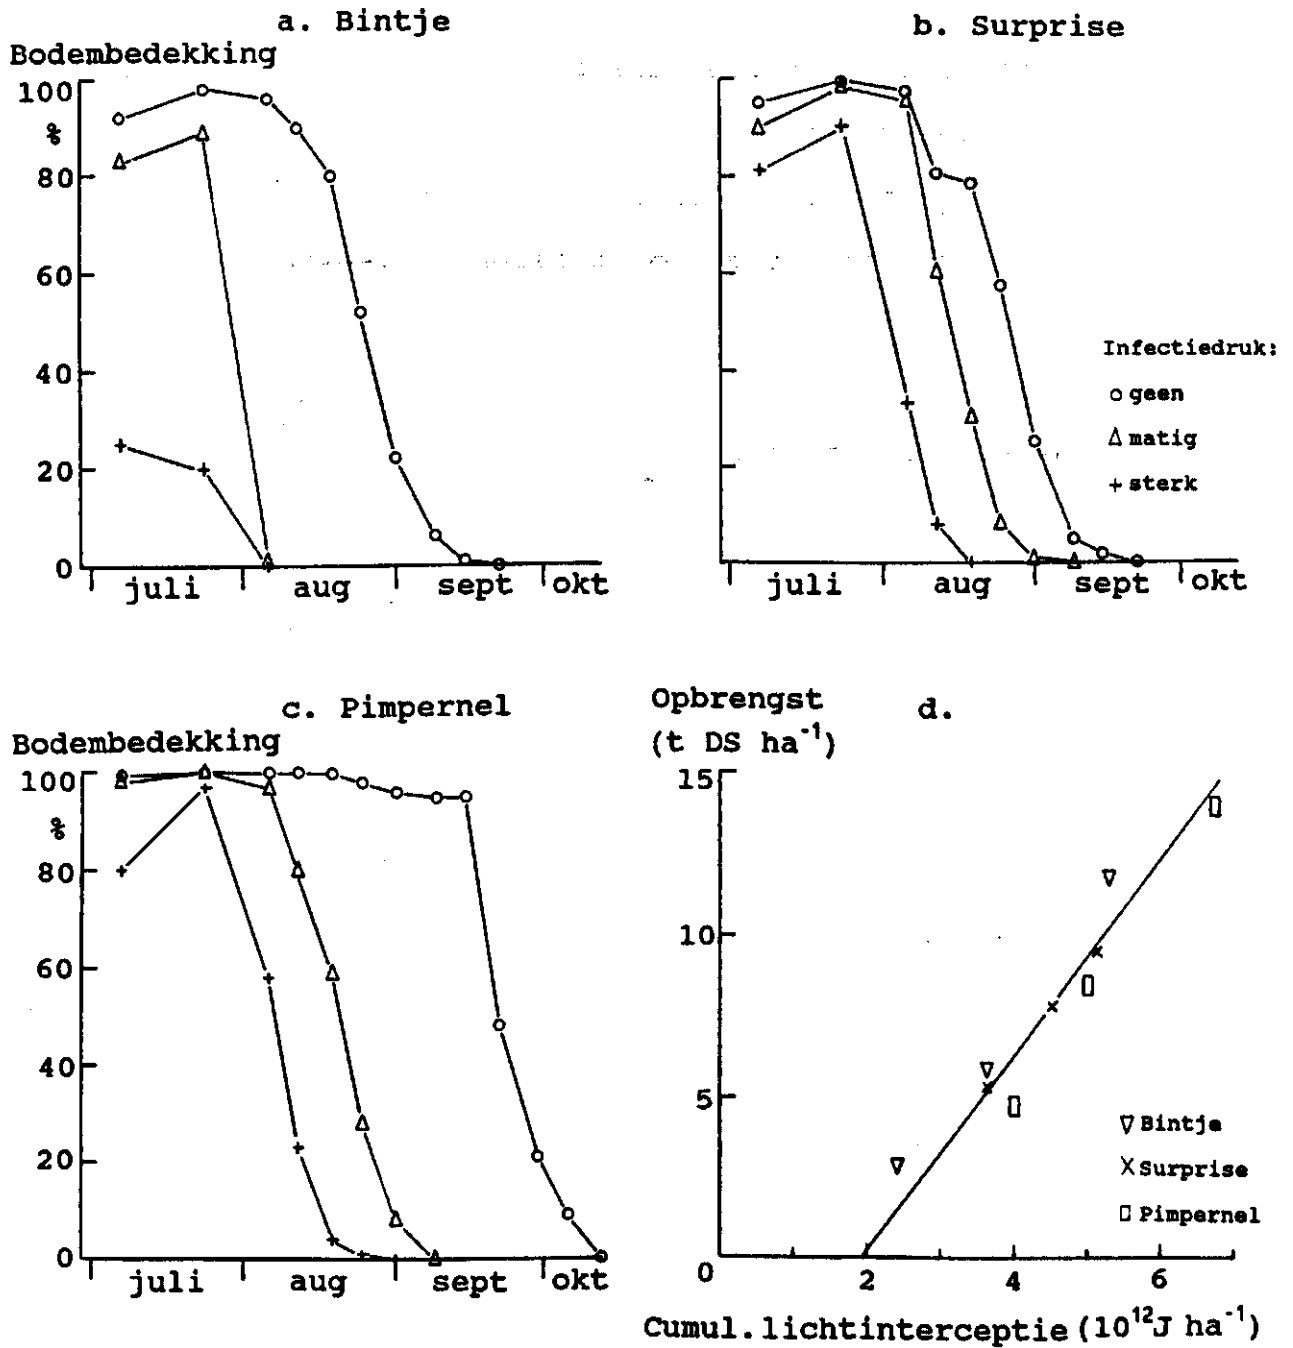 a. Bintje
Bodembedekking
100
%
80
60
40
20
0
juli aug sept okt
b. Surprise
Infectiedruk:
geen
matig
sterk
juli aug sept okt
c. Pimpernel
Bodembedekking
100
%
80
60
40
20
0
juli aug sept okt
d.
Opbrengst
(t DS ha⁻¹)
15
10
5
0 2 4 6
Bintje
Surprise
Pimpernel
Cumul.lichtinterceptie (10¹²J ha⁻¹)